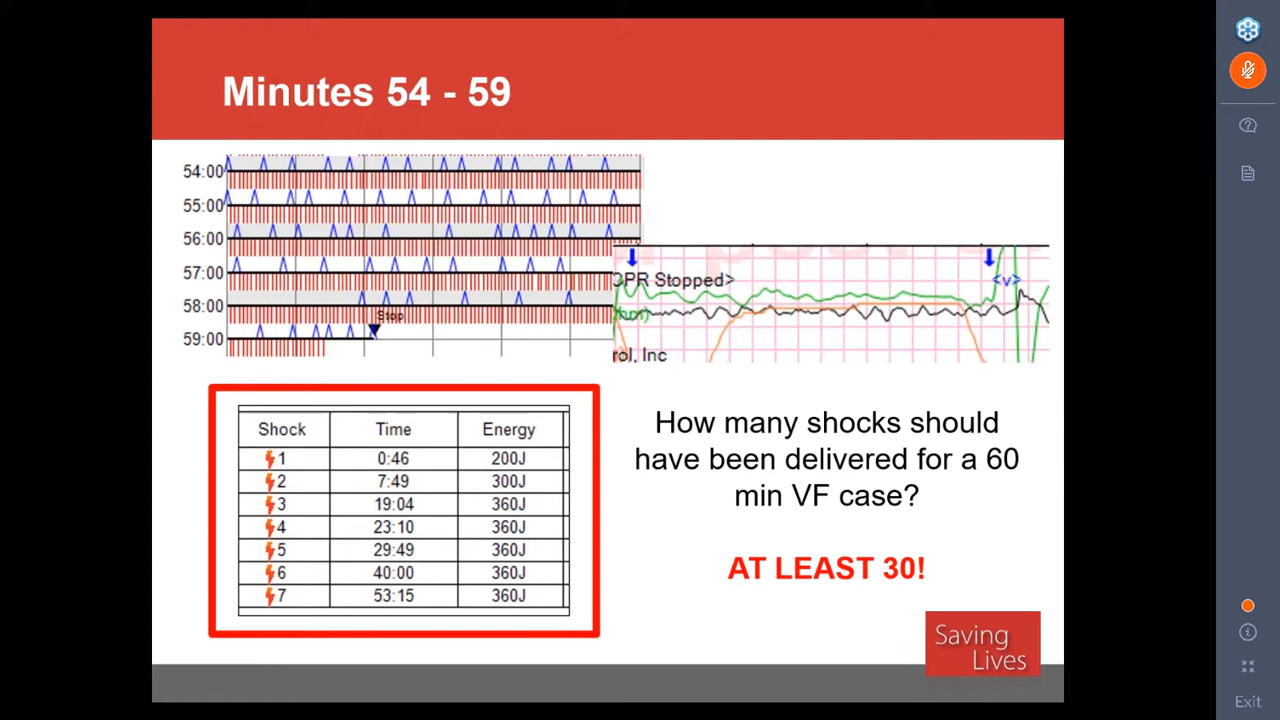 Minutes 54 - 59
54:00
55:00
56:00
57:00
58:00
Stop
59:00
CPR Stopped>
<v>
rol, Inc
Shock Time Energy
1 0:46 200J
2 7:49 300J
3 19:04 360J
4 23:10 360J
5 29:49 360J
6 40:00 360J
7 53:15 360J
How many shocks should
have been delivered for a 60
min VF case?
AT LEAST 30!
Saving
Lives
Exit